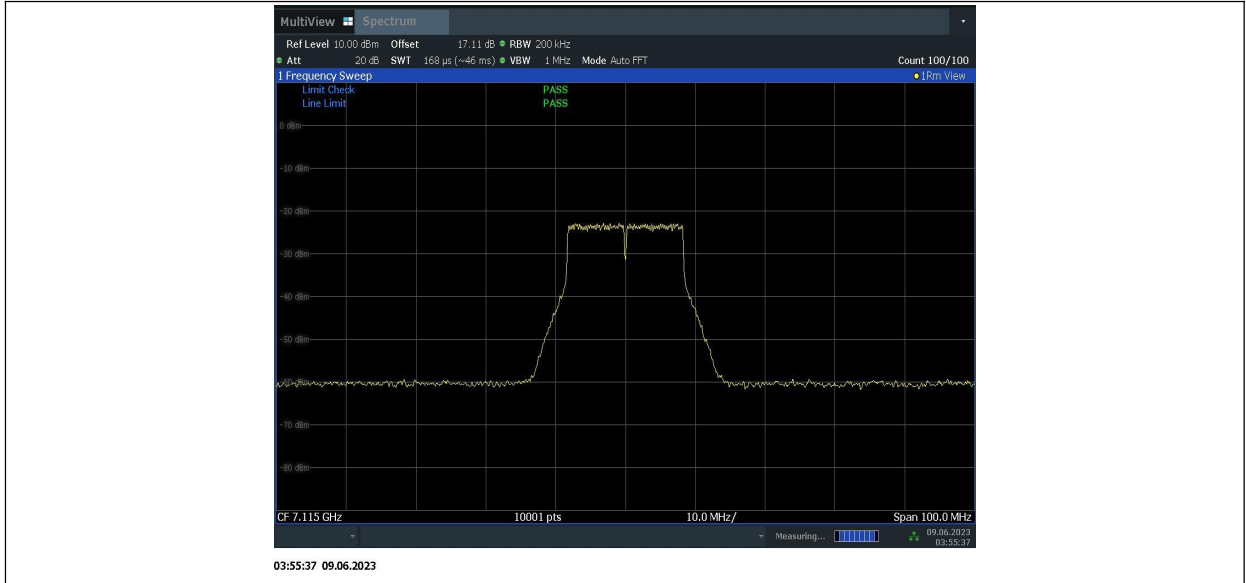 MultiView Spectrum
Ref Level 10.00 dBm Offset 17.11 dB RBW 200 kHz
Att 20 dB SWT 168 µs (~46 ms) VBW 1 MHz Mode Auto FFT Count 100/100
1 Frequency Sweep 1Rm View
Limit Check PASS
Line Limit PASS
0 dBm
-10 dBm
-20 dBm
-30 dBm
-40 dBm
-50 dBm
-60 dBm
-70 dBm
-80 dBm
CF 7.115 GHz 10001 pts 10.0 MHz/ Span 100.0 MHz
Measuring... 09.06.2023
03:55:37
03:55:37 09.06.2023